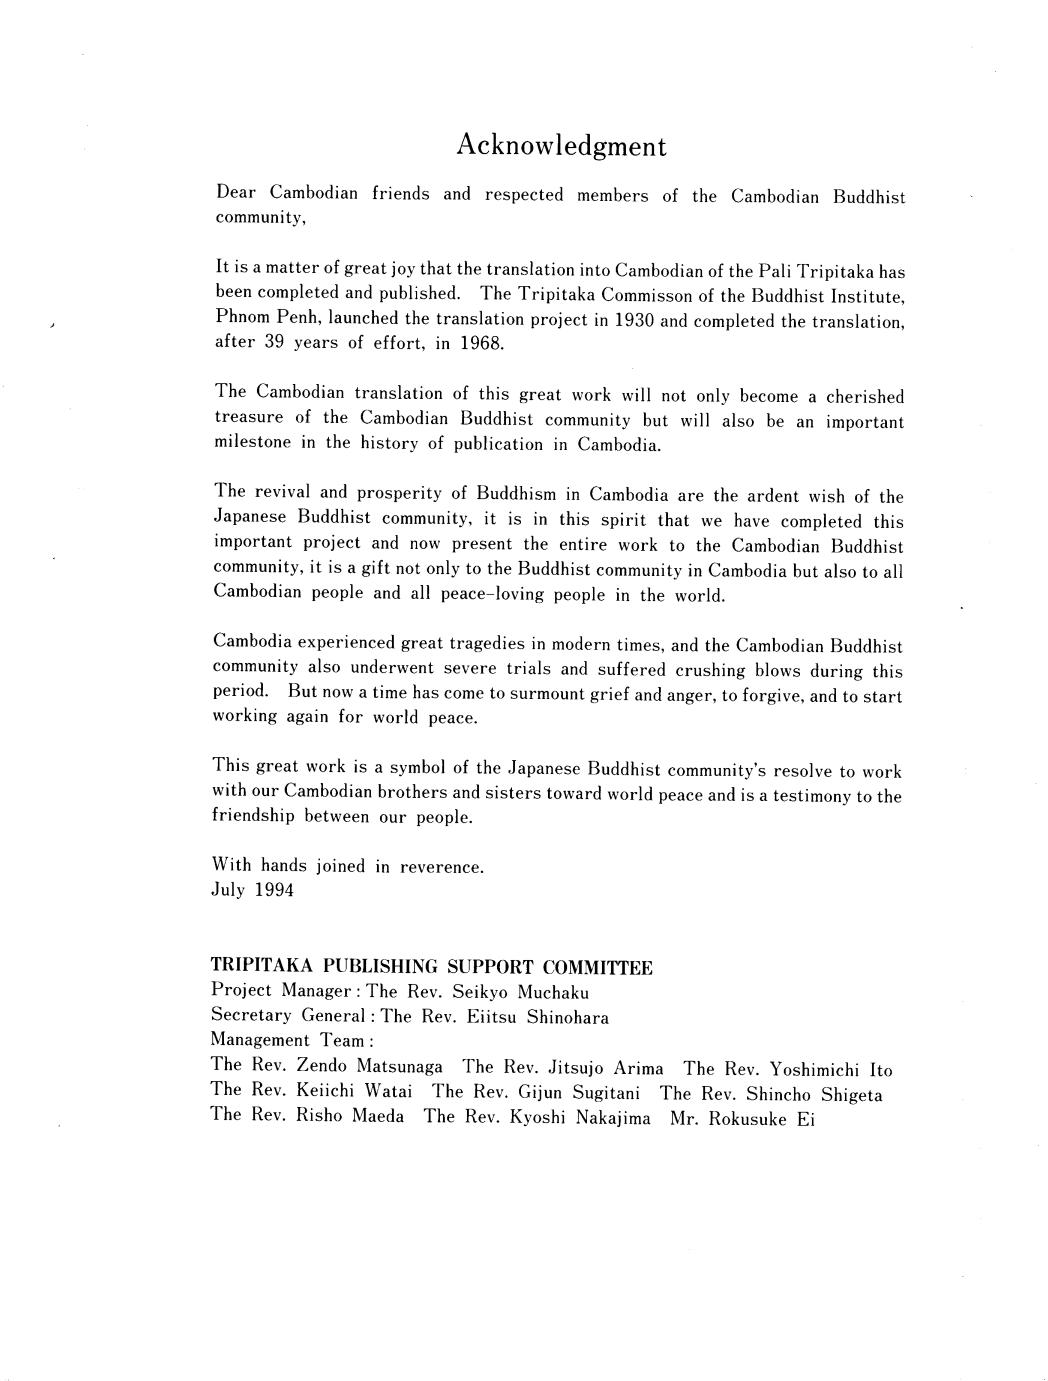 Acknowledgment
Dear Cambodian friends and respected members of the Cambodian Buddhist
community,
It is a matter of great joy that the translation into Cambodian of the Pali Tripitaka has
been completed and published. The Tripitaka Commisson of the Buddhist Institute,
Phnom Penh, launched the translation project in 1930 and completed the translation,
after 39 years of effort, in 1968.
The Cambodian translation of this great work will not only become a cherished
treasure of the Cambodian Buddhist community but will also be an important
milestone in the history of publication in Cambodia.
The revival and prosperity of Buddhism in Cambodia are the ardent wish of the
Japanese Buddhist community, it is in this spirit that we have completed this
important project and now present the entire work to the Cambodian Buddhist
community, it is a gift not only to the Buddhist community in Cambodia but also to all
Cambodian people and all peace-loving people in the world.
Cambodia experienced great tragedies in modern times, and the Cambodian Buddhist
community also underwent severe trials and suffered crushing blows during this
period. But now a time has come to surmount grief and anger, to forgive, and to start
working again for world peace.
This great work is a symbol of the Japanese Buddhist community's resolve to work
with our Cambodian brothers and sisters toward world peace and is a testimony to the
friendship between our people.
With hands joined in reverence.
July 1994
TRIPITAKA PUBLISHING SUPPORT COMMITTEE
Project Manager : The Rev. Seikyo Muchaku
Secretary General : The Rev. Eiitsu Shinohara
Management Team :
The Rev. Zendo Matsunaga The Rev. Jitsujo Arima The Rev. Yoshimichi Ito
The Rev. Keiichi Watai The Rev. Gijun Sugitani The Rev. Shincho Shigeta
The Rev. Risho Maeda The Rev. Kyoshi Nakajima Mr. Rokusuke Ei